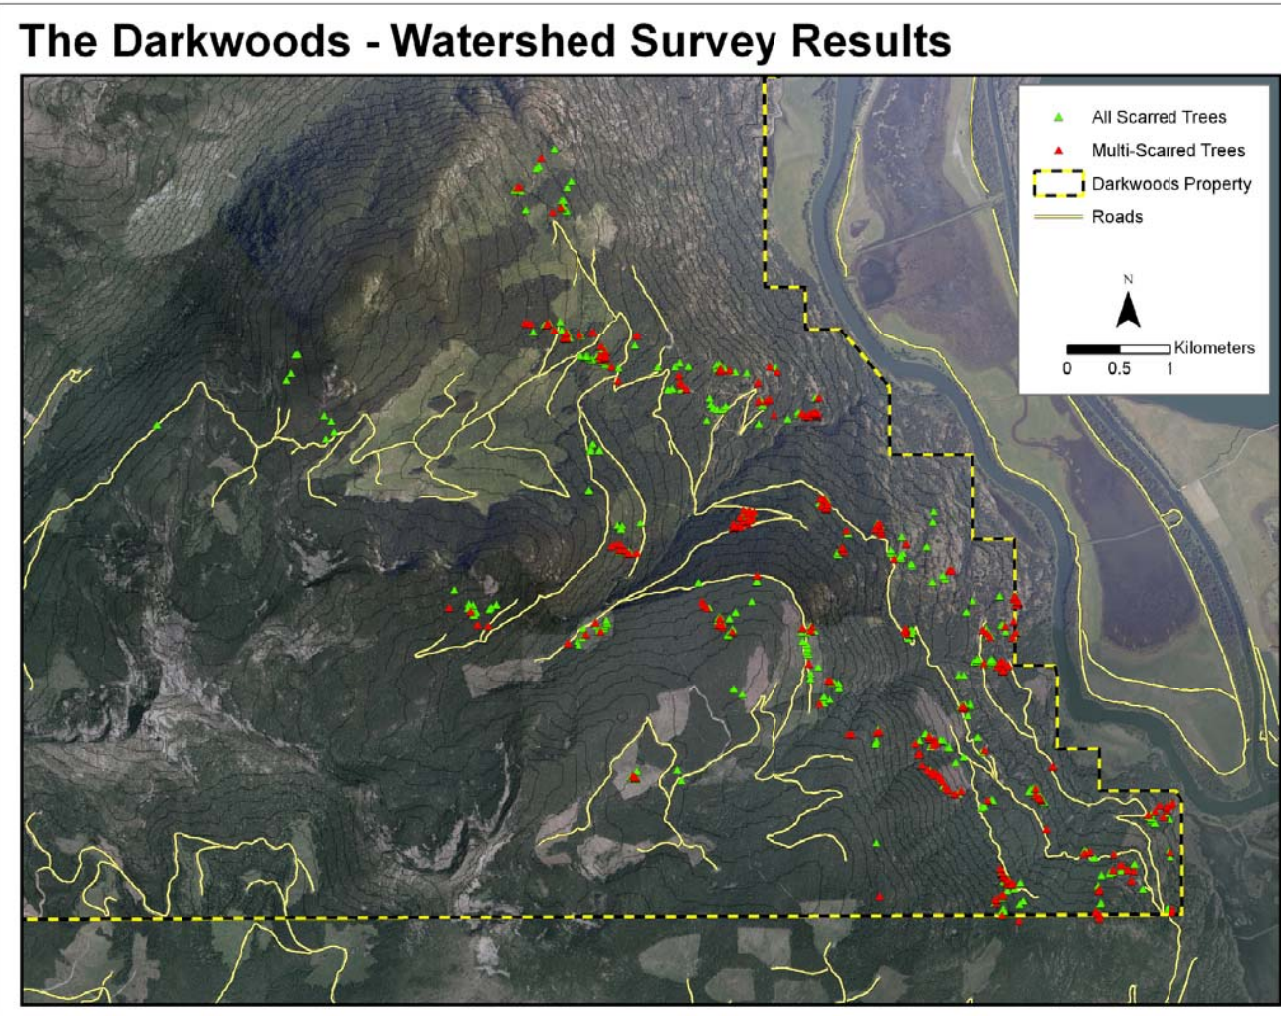 The Darkwoods - Watershed Survey Results
All Scarred Trees
Multi-Scarred Trees
Darkwoods Property
Roads
N
Kilometers
0 0.5 1